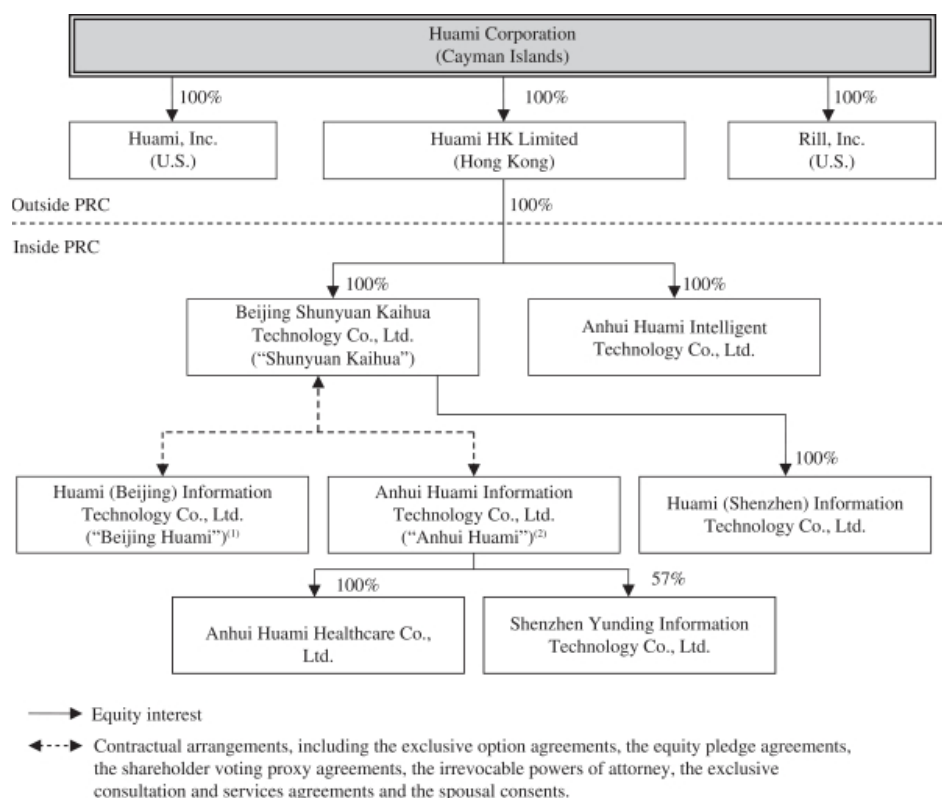 Huami Corporation
(Cayman Islands)
100%
100%
100%
Huami, Inc.
(U.S.)
Huami HK Limited
(Hong Kong)
Rill, Inc.
(U.S.)
Outside PRC
100%
Inside PRC
100%
100%
Beijing Shunyuan Kaihua
Technology Co., Ltd.
(“Shunyuan Kaihua”)
Anhui Huami Intelligent
Technology Co., Ltd.
100%
Huami (Beijing) Information
Technology Co., Ltd.
(“Beijing Huami”)(1)
Anhui Huami Information
Technology Co., Ltd.
(“Anhui Huami”)(2)
Huami (Shenzhen) Information
Technology Co., Ltd.
100%
57%
Anhui Huami Healthcare Co.,
Ltd.
Shenzhen Yunding Information
Technology Co., Ltd.
Equity interest
Contractual arrangements, including the exclusive option agreements, the equity pledge agreements,
the shareholder voting proxy agreements, the irrevocable powers of attorney, the exclusive
consultation and services agreements and the spousal consents.